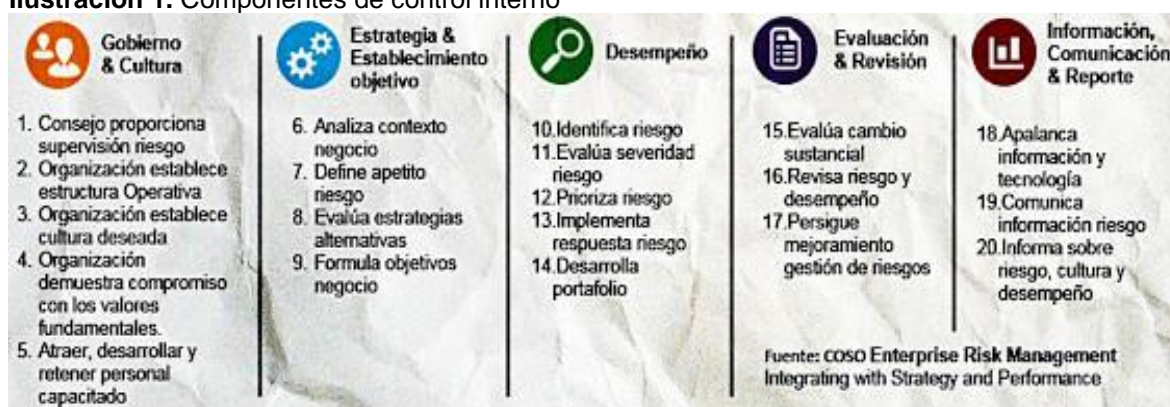 Ilustración 1. Componentes de control interno
Gobierno
& Cultura
1. Consejo proporciona
supervisión riesgo
2. Organización establece
estructura Operativa
3. Organización establece
cultura deseada
4. Organización
demuestra compromiso
con los valores
fundamentales.
5. Atraer, desarrollar y
retener personal
capacitado
Estrategia &
Establecimiento
objetivo
6. Analiza contexto
negocio
7. Define apetito
riesgo
8. Evalúa estrategias
alternativas
9. Formula objetivos
negocio
Desempeño
10.Identifica riesgo
11.Evalúa severidad
riesgo
12.Prioriza riesgo
13.Implementa
respuesta riesgo
14.Desarrolla
portafolio
Evaluación
& Revisión
15.Evalúa cambio
sustancial
16.Revisa riesgo y
desempeño
17.Persigue
mejoramiento
gestión de riesgos
Información,
Comunicación
& Reporte
18.Apalanca
información y
tecnología
19.Comunica
información riesgo
20.Informa sobre
riesgo, cultura y
desempeño
Fuente: COSO Enterprise Risk Management
Integrating with Strategy and Performance